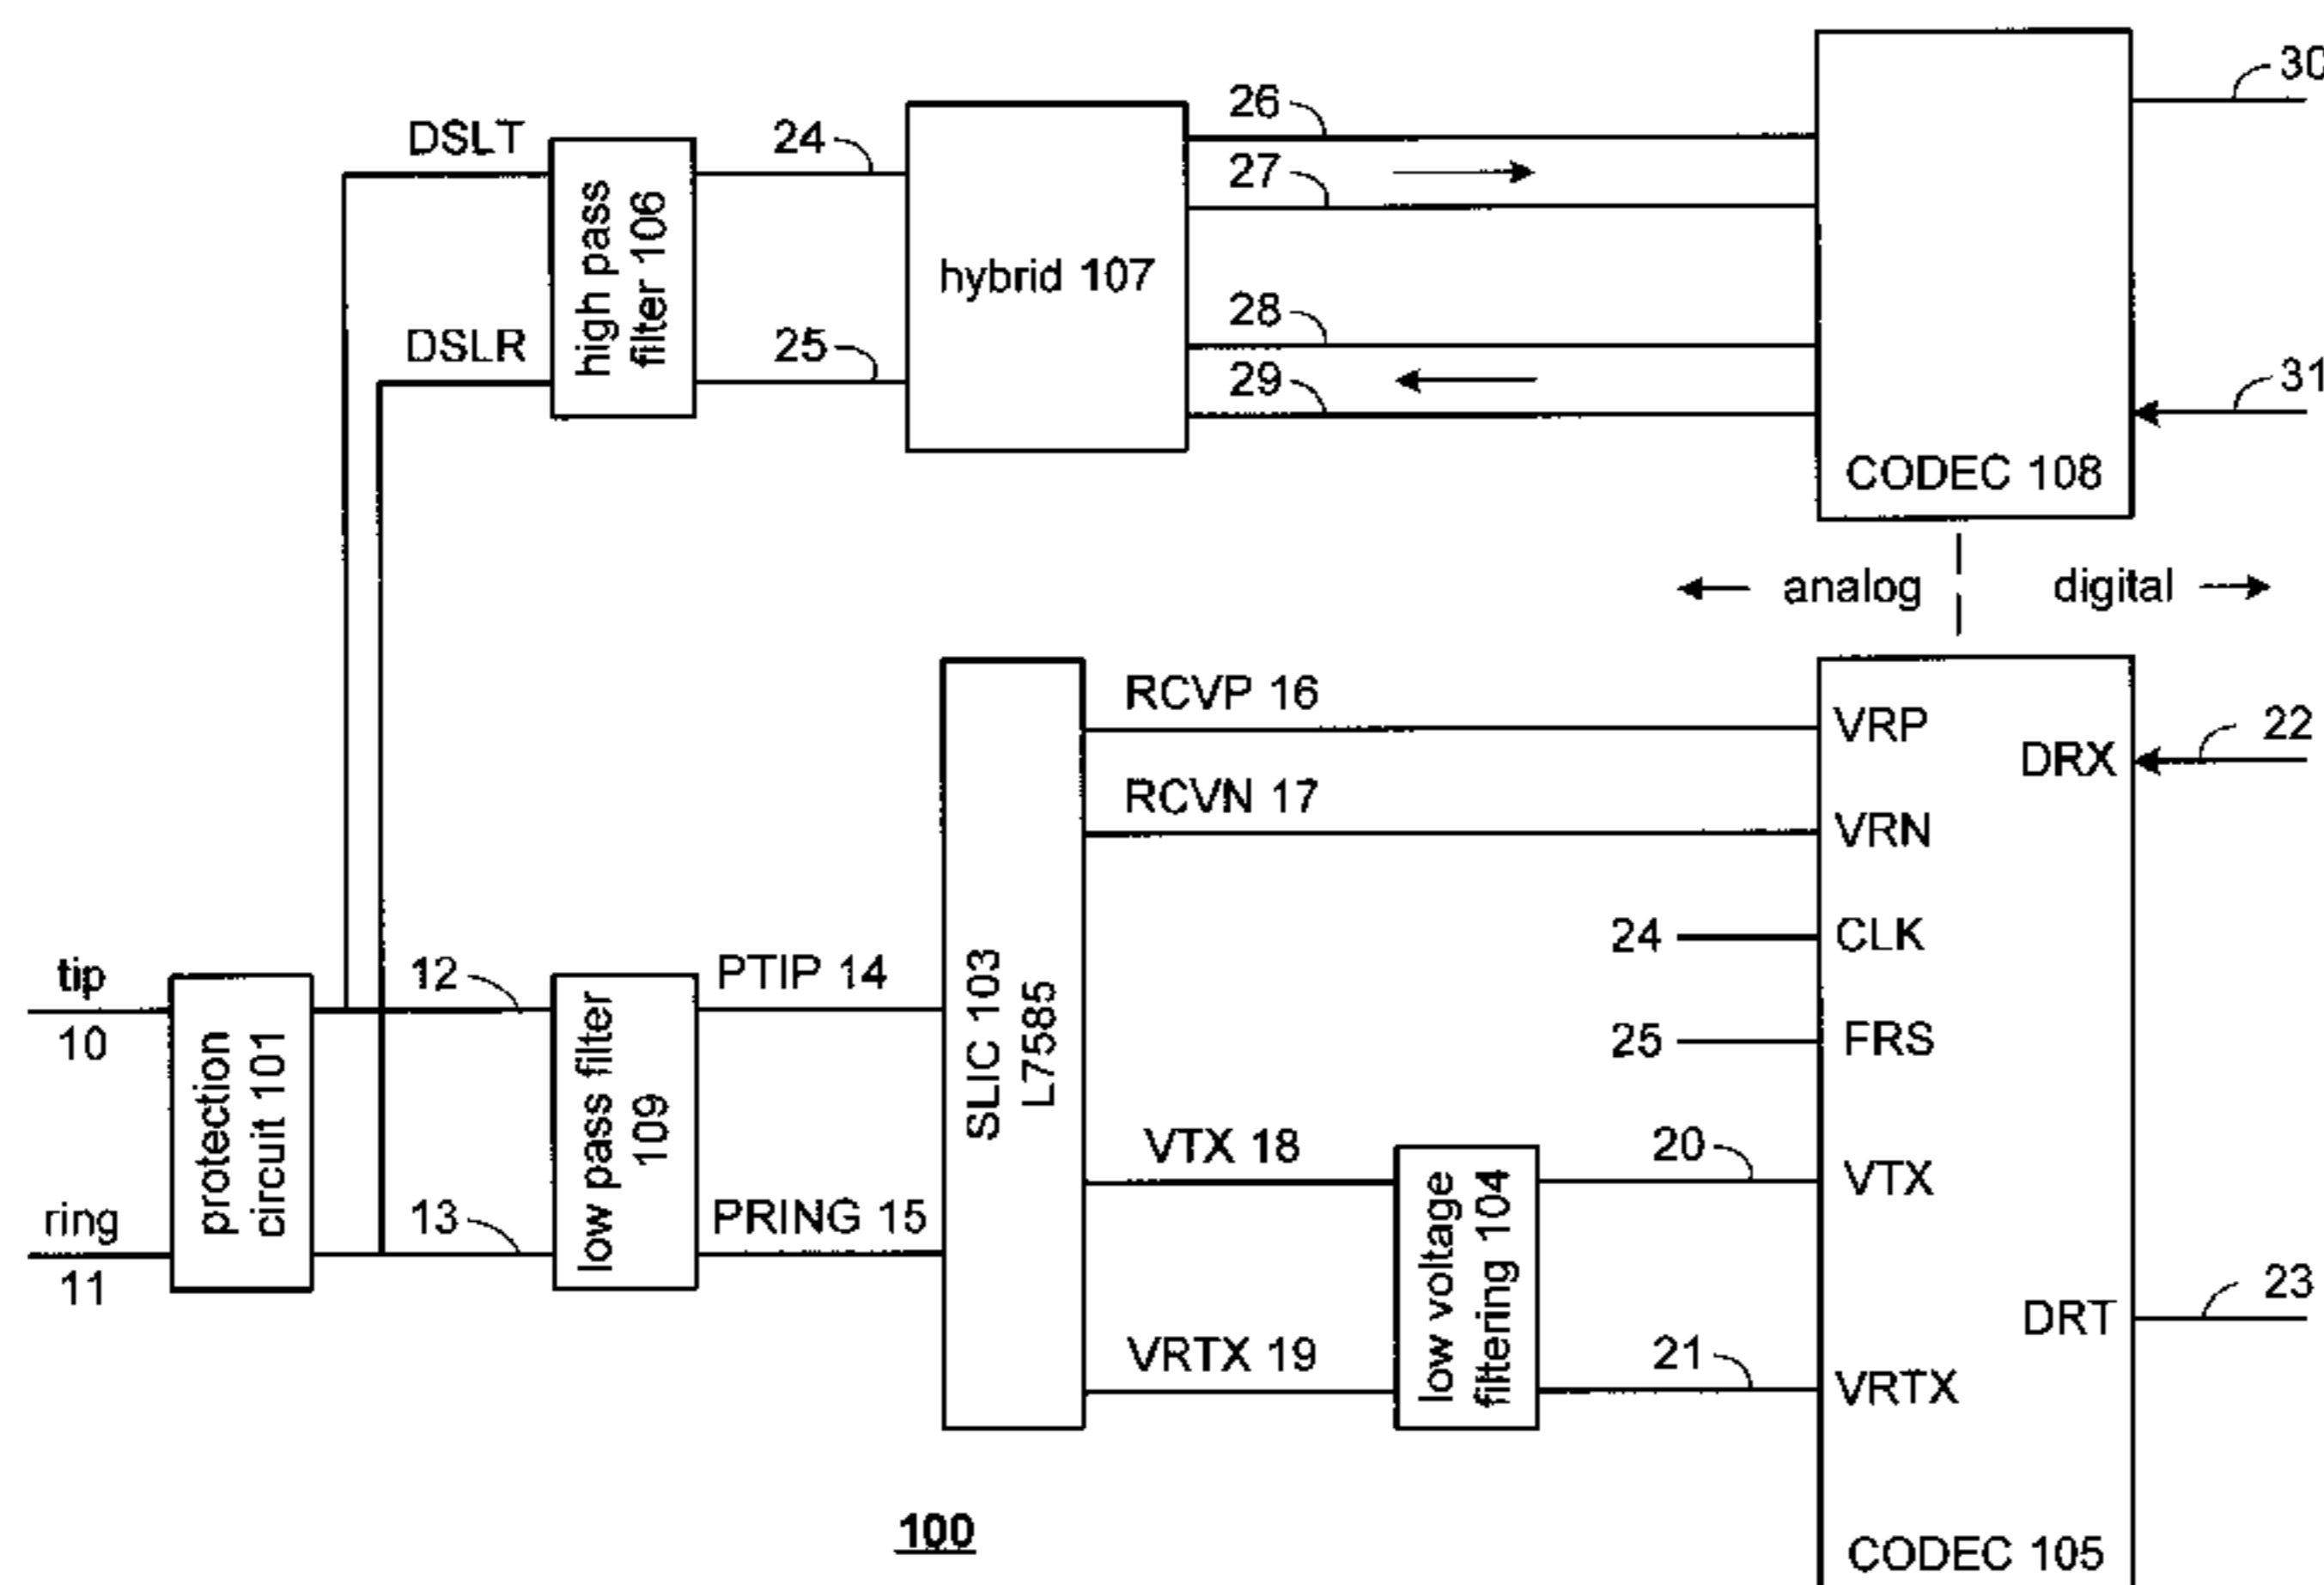 30
26
DSLT
24
27
high pass
filter 106
hybrid 107
28
DSLR
25
29
31
CODEC 108
analog
digital
RCVP 16
VRP
22
DRX
RCVN 17
VRN
24
CLK
tip
10
12
PTIP 14
SLIC 103
L7585
25
FRS
protection
circuit 101
low pass filter
109
VTX 18
20
VTX
low voltage
filtering 104
ring
11
13
PRING 15
23
DRT
VRTX 19
21
VRTX
100
CODEC 105